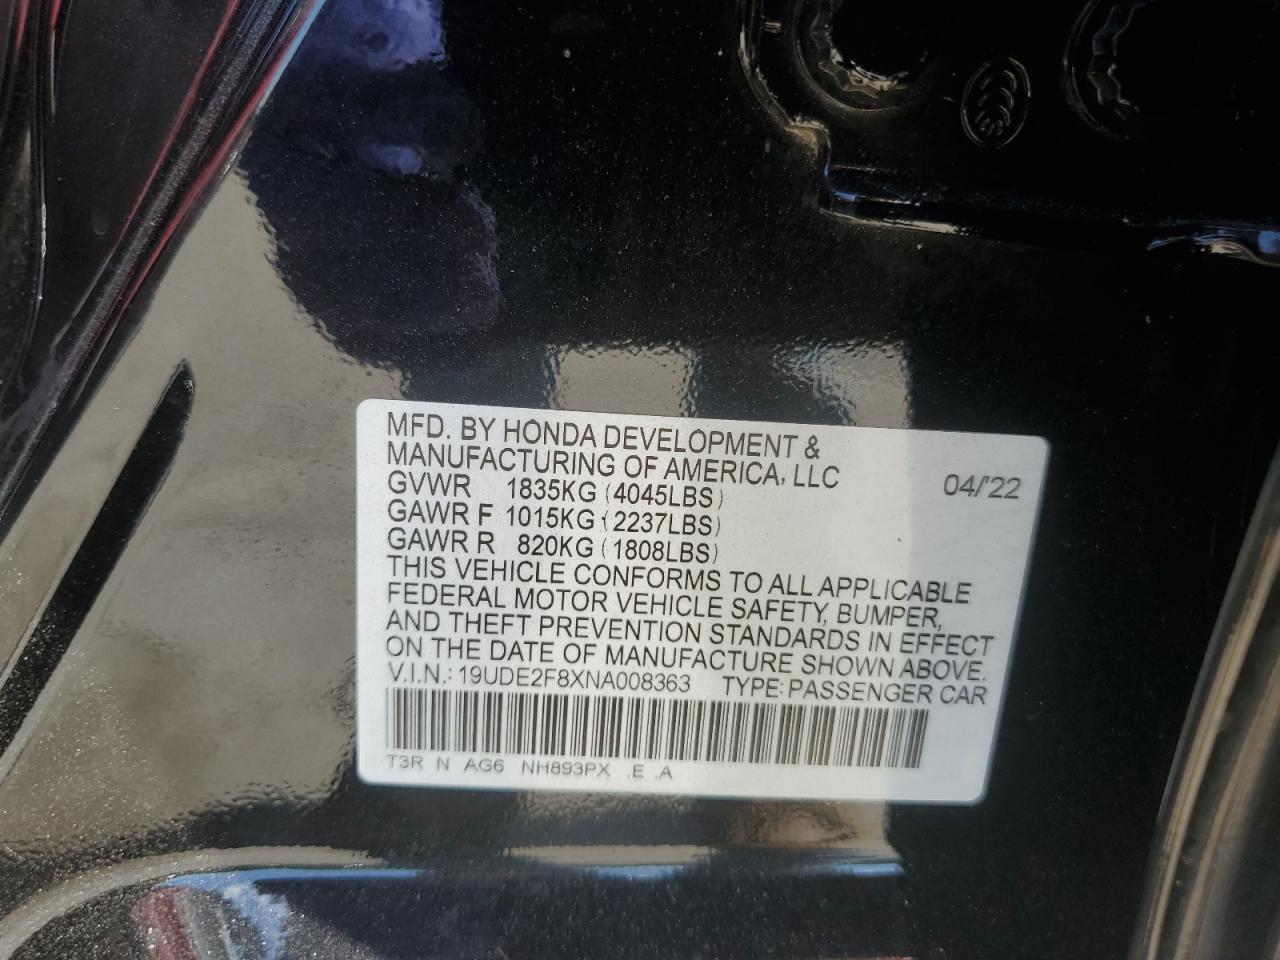 MFD. BY HONDA DEVELOPMENT &
MANUFACTURING OF AMERICA, LLC
04/'22
GVWR 1835KG (4045LBS)
GAWR F 1015KG (2237LBS)
GAWR R 820KG (1808LBS)
THIS VEHICLE CONFORMS TO ALL APPLICABLE
FEDERAL MOTOR VEHICLE SAFETY, BUMPER,
AND THEFT PREVENTION STANDARDS IN EFFECT
ON THE DATE OF MANUFACTURE SHOWN ABOVE.
V.I.N.: 19UDE2F8XNA008363 TYPE: PASSENGER CAR
T3R N AG6 NH893PX .E .A